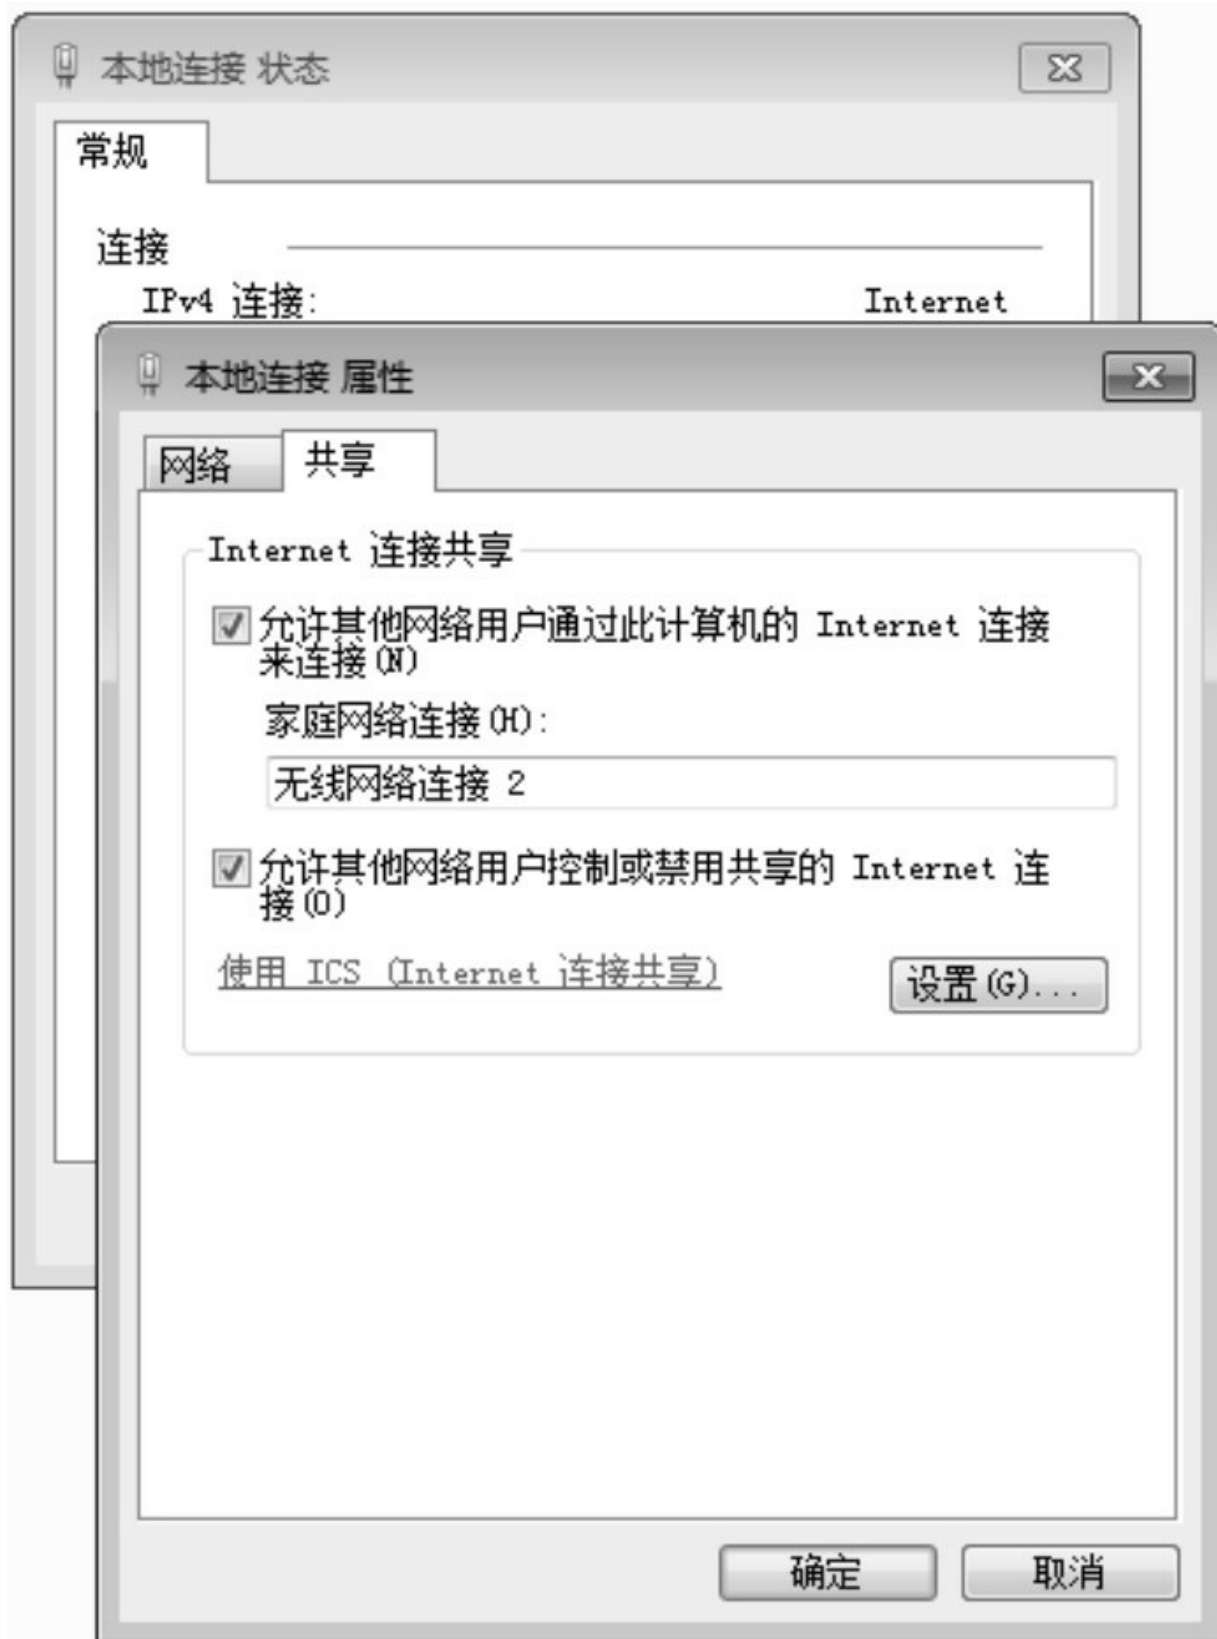 本地连接 状态
常规
连接
IPv4 连接:
Internet
本地连接 属性
网络
共享
Internet 连接共享
允许其他网络用户通过此计算机的 Internet 连接
来连接(N)
家庭网络连接(H):
无线网络连接 2
允许其他网络用户控制或禁用共享的 Internet 连
接(O)
使用 ICS (Internet 连接共享)
设置(G)...
确定
取消